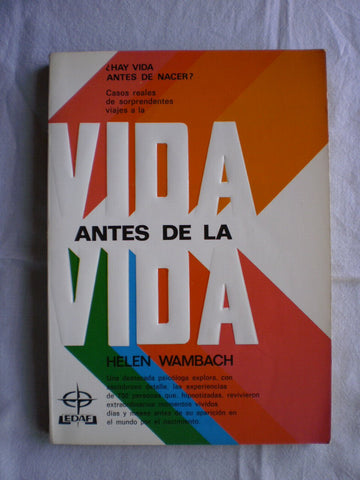 ¿HAY VIDA
ANTES DE NACER?
Casos reales
de sorprendentes
viajes a la
VIDA
ANTES DE LA
VIDA
HELEN WAMBACH
Una destacada psicóloga explora, con
asombroso detalle, las experiencias
de 750 personas que, hipnotizadas, revivieron
extraordinarios momentos vividos
días y meses antes de su aparición en
el mundo por el nacimiento.
EDAF